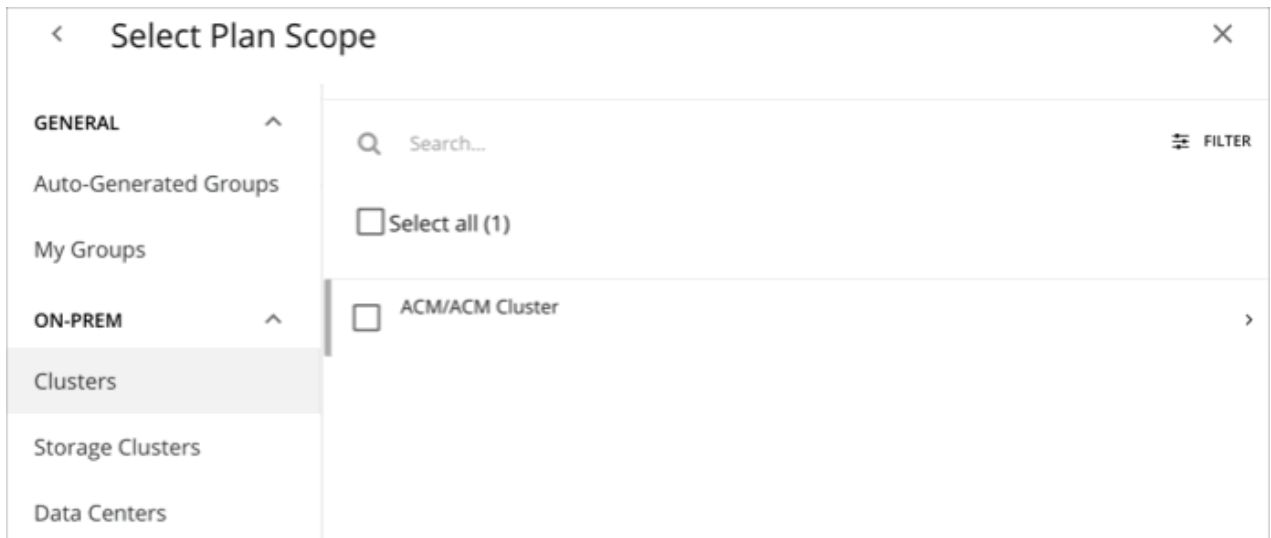 Select Plan Scope
GENERAL
Auto-Generated Groups
My Groups
ON-PREM
Clusters
Storage Clusters
Data Centers
Search...
FILTER
Select all (1)
ACM/ACM Cluster